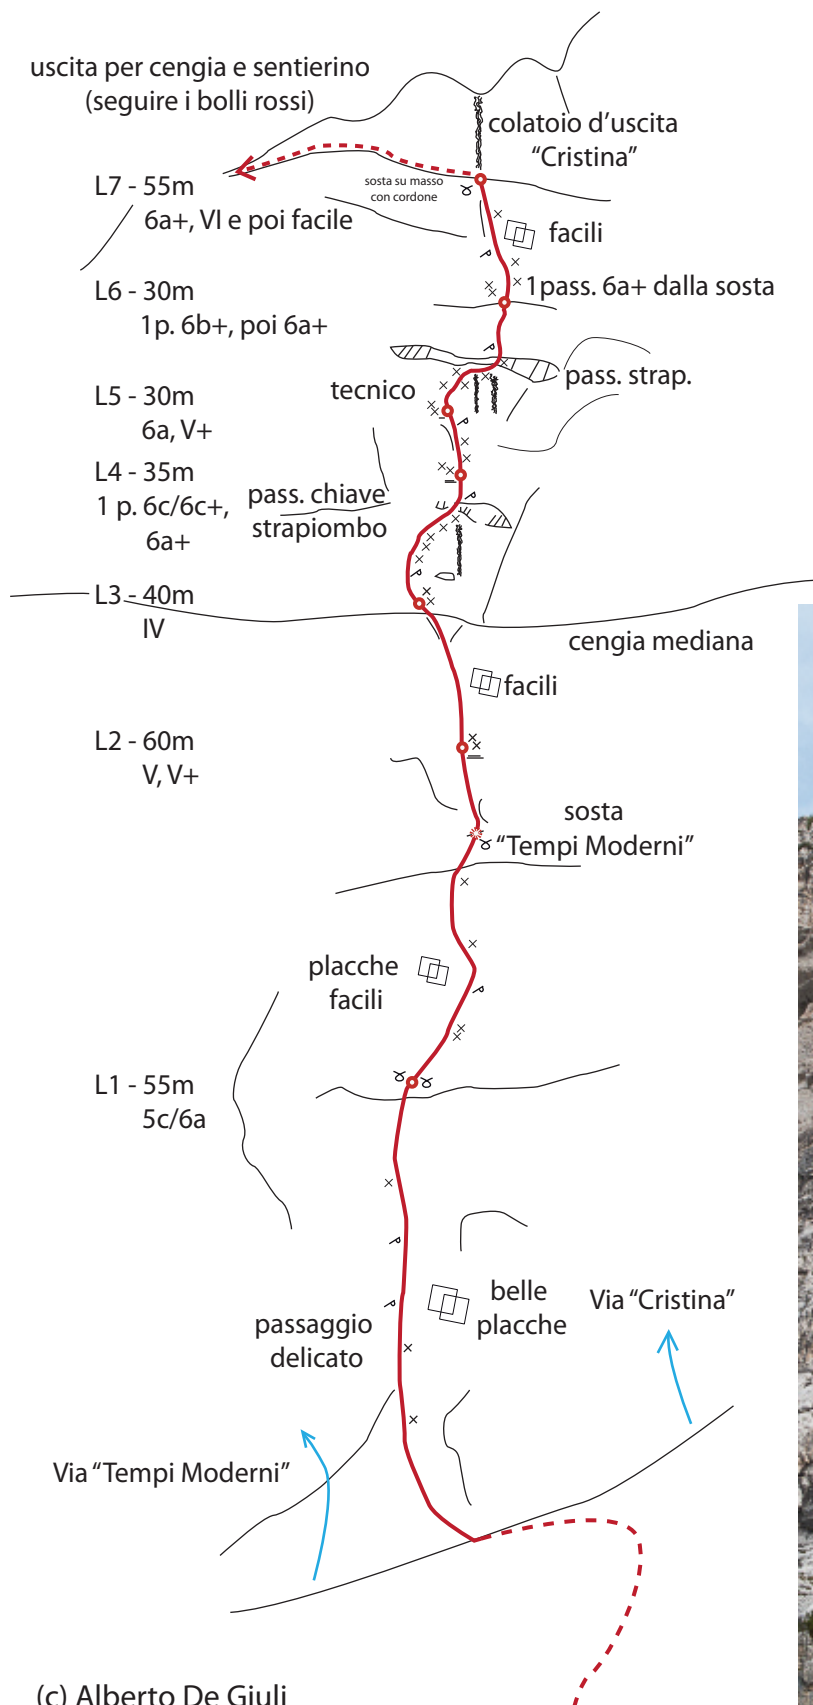 uscita per cengia e sentierino
(seguire i bolli rossi)
colatoio d'uscita
"Cristina"
sosta su masso
con cordone
L7 - 55m
6a+, VI e poi facile
facili
L6 - 30m
1p. 6b+, poi 6a+
1pass. 6a+ dalla sosta
pass. strap.
tecnico
L5 - 30m
6a, V+
L4 - 35m
1 p. 6c/6c+,
6a+
pass. chiave
strapiombo
L3 - 40m
IV
cengia mediana
facili
L2 - 60m
V, V+
sosta
"Tempi Moderni"
placche
facili
L1 - 55m
5c/6a
belle
placche
Via "Cristina"
passaggio
delicato
Via "Tempi Moderni"
(c) Alberto De Giuli